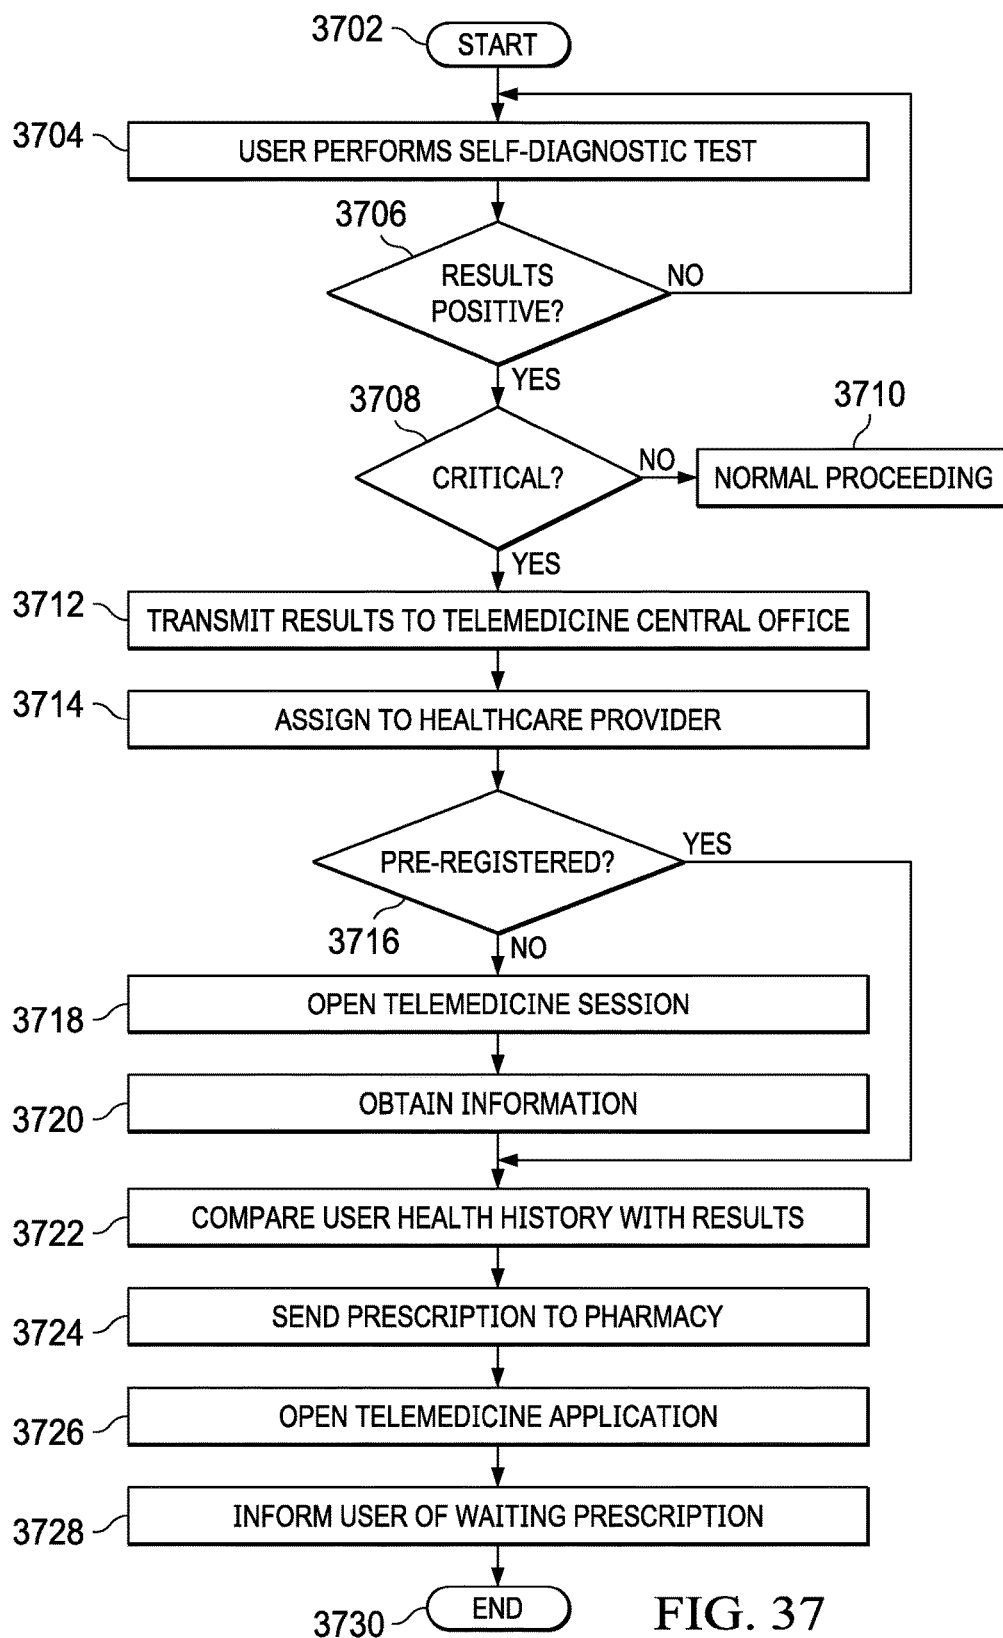 3702
START
3704
USER PERFORMS SELF-DIAGNOSTIC TEST
3706
RESULTS
POSITIVE?
NO
YES
3708
CRITICAL?
NO
3710
NORMAL PROCEEDING
YES
3712
TRANSMIT RESULTS TO TELEMEDICINE CENTRAL OFFICE
3714
ASSIGN TO HEALTHCARE PROVIDER
PRE-REGISTERED?
YES
3716
NO
3718
OPEN TELEMEDICINE SESSION
3720
OBTAIN INFORMATION
3722
COMPARE USER HEALTH HISTORY WITH RESULTS
3724
SEND PRESCRIPTION TO PHARMACY
3726
OPEN TELEMEDICINE APPLICATION
3728
INFORM USER OF WAITING PRESCRIPTION
3730
END
FIG. 37